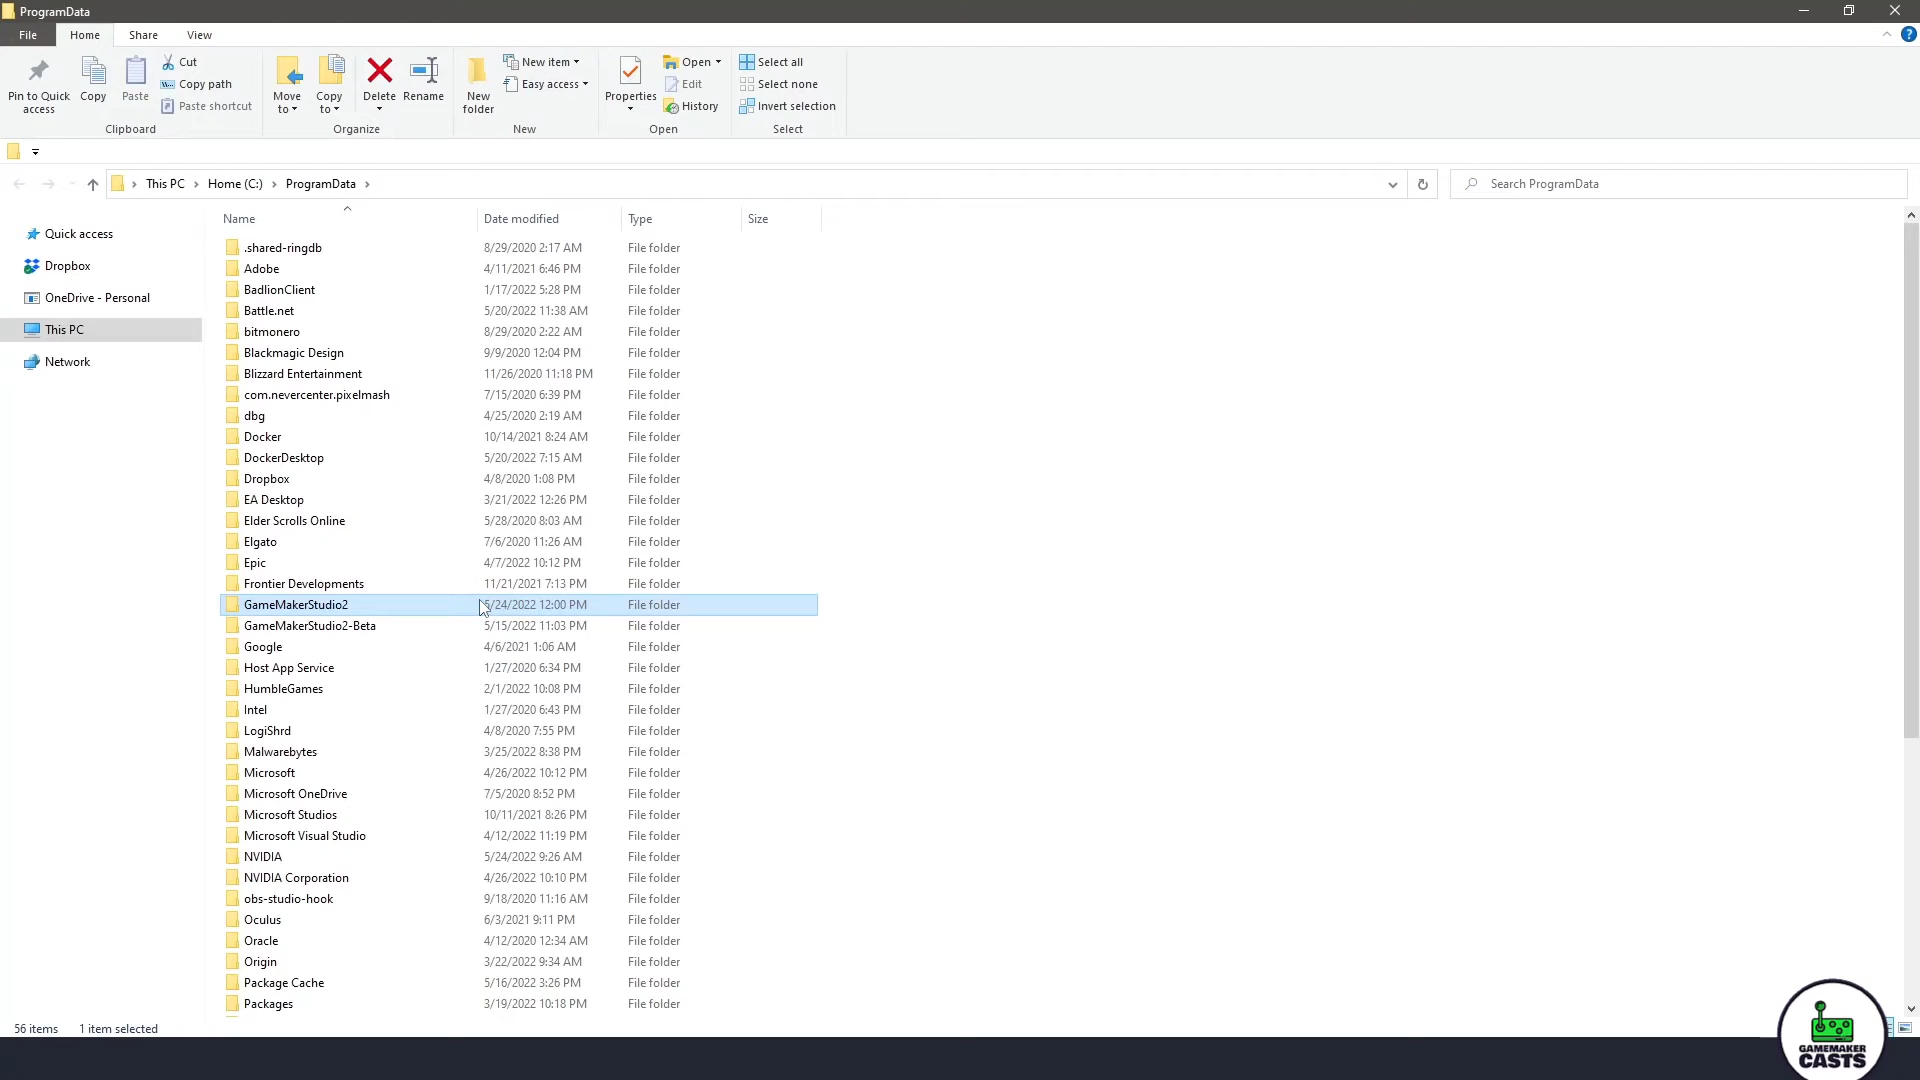 ProgramData
File Home Share View
Pin to Quick access
Copy
Paste
Cut
Copy path
Paste shortcut
Clipboard
Move to
Copy to
Delete
Rename
Organize
New folder
New item
Easy access
New
Properties
Open
Edit
History
Open
Select all
Select none
Invert selection
Select
This PC > Home (C:) > ProgramData >
Search ProgramData
Quick access
Dropbox
OneDrive - Personal
This PC
Network
Name Date modified Type Size
.shared-ringdb 8/29/2020 2:17 AM File folder
Adobe 4/11/2021 6:46 PM File folder
BadlionClient 1/17/2022 5:28 PM File folder
Battle.net 5/20/2022 11:38 AM File folder
bitmonero 8/29/2020 2:22 AM File folder
Blackmagic Design 9/9/2020 12:04 PM File folder
Blizzard Entertainment 11/26/2020 11:18 PM File folder
com.nevercenter.pixelmash 7/15/2020 6:39 PM File folder
dbg 4/25/2020 2:19 AM File folder
Docker 10/14/2021 8:24 AM File folder
DockerDesktop 5/20/2022 7:15 AM File folder
Dropbox 4/8/2020 1:08 PM File folder
EA Desktop 3/21/2022 12:26 PM File folder
Elder Scrolls Online 5/28/2020 8:03 AM File folder
Elgato 7/6/2020 11:26 AM File folder
Epic 4/7/2022 10:12 PM File folder
Frontier Developments 11/21/2021 7:13 PM File folder
GameMakerStudio2 5/24/2022 12:00 PM File folder
GameMakerStudio2-Beta 5/15/2022 11:03 PM File folder
Google 4/6/2021 1:06 AM File folder
Host App Service 1/27/2020 6:34 PM File folder
HumbleGames 2/1/2022 10:08 PM File folder
Intel 1/27/2020 6:43 PM File folder
LogiShrd 4/8/2020 7:55 PM File folder
Malwarebytes 3/25/2022 8:38 PM File folder
Microsoft 4/26/2022 10:12 PM File folder
Microsoft OneDrive 7/5/2020 8:52 PM File folder
Microsoft Studios 10/11/2021 8:26 PM File folder
Microsoft Visual Studio 4/12/2022 11:19 PM File folder
NVIDIA 5/24/2022 9:26 AM File folder
NVIDIA Corporation 4/26/2022 10:10 PM File folder
obs-studio-hook 9/18/2020 11:16 AM File folder
Oculus 6/3/2021 9:11 PM File folder
Oracle 4/12/2020 12:34 AM File folder
Origin 3/22/2022 9:34 AM File folder
Package Cache 5/16/2022 3:26 PM File folder
Packages 3/19/2022 10:18 PM File folder
56 items 1 item selected
GAMEMAKER
CASTS